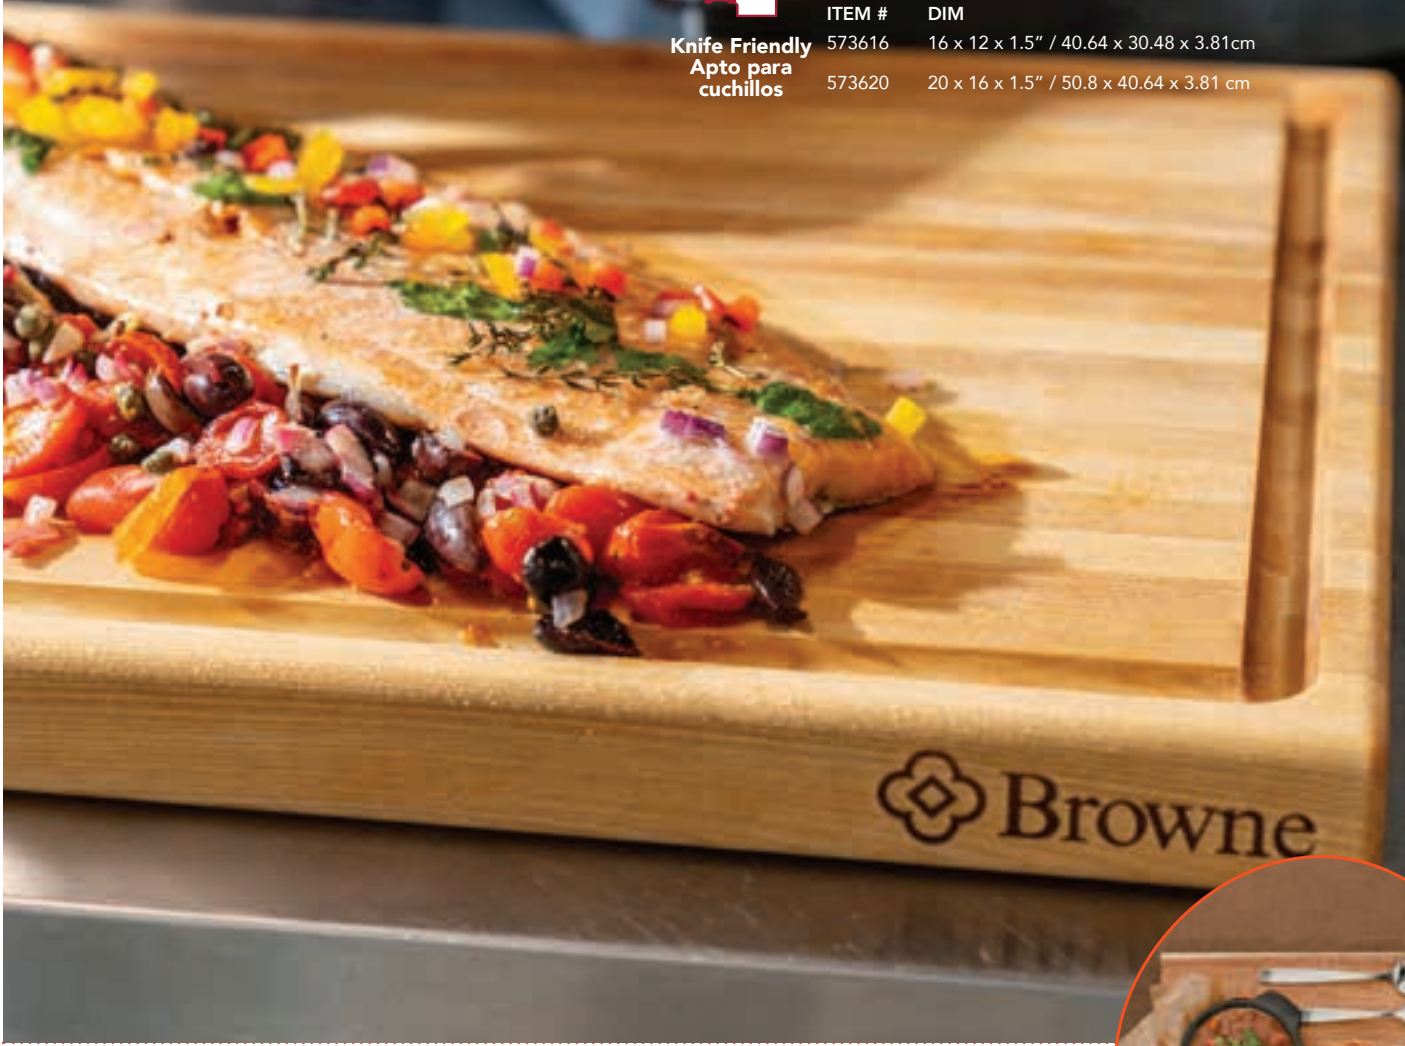 ITEM # DIM
Knife Friendly
Apto para
cuchillos
573616 16 x 12 x 1.5” / 40.64 x 30.48 x 3.81cm
573620 20 x 16 x 1.5” / 50.8 x 40.64 x 3.81 cm
Browne